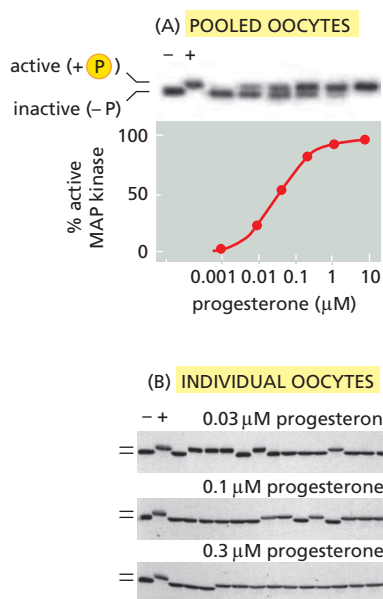 (A) POOLED OOCYTES
– +
active (+ P )
inactive (– P)
100
50
0
% active
MAP kinase
0.001 0.01 0.1 1 10
progesterone (µM)
(B) INDIVIDUAL OOCYTES
– + 0.03 µM progesteron
0.1 µM progesterone
0.3 µM progesterone